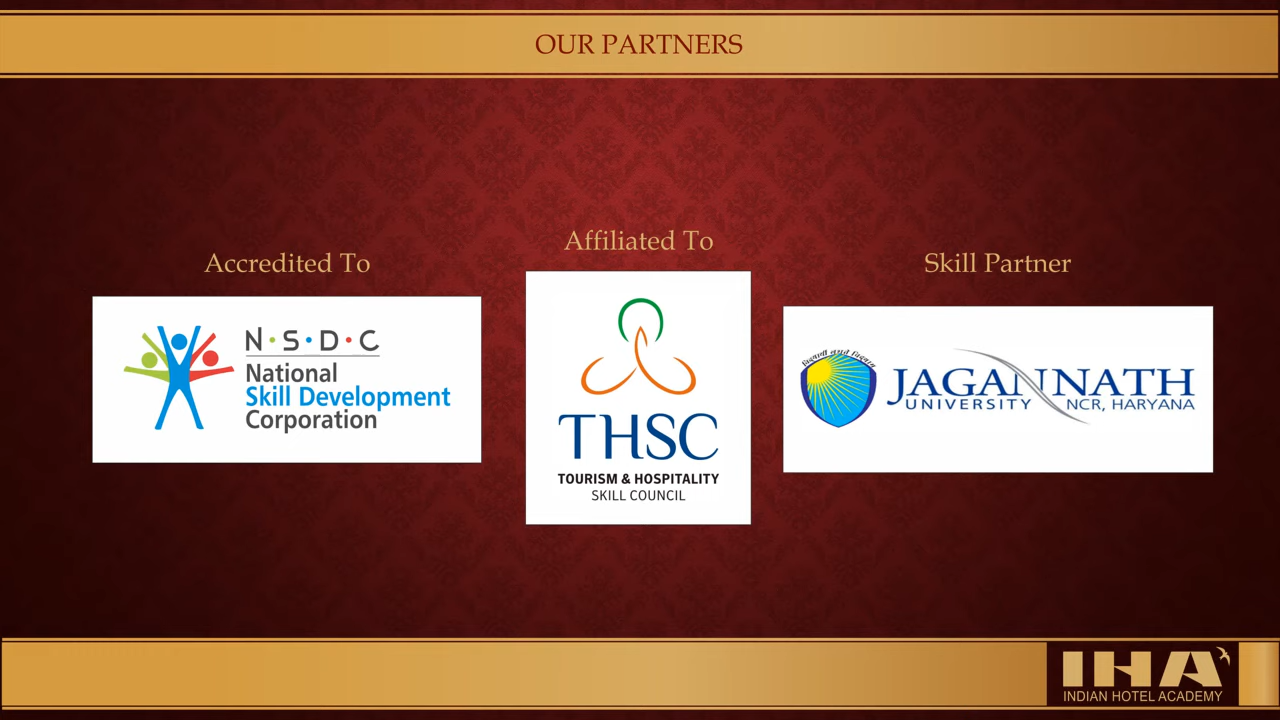 OUR PARTNERS
Accredited To
N·S·D·C
National
Skill Development
Corporation
Affiliated To
THSC
TOURISM & HOSPITALITY
SKILL COUNCIL
Skill Partner
JAGANNATH
UNIVERSITY NCR, HARYANA
IHA
INDIAN HOTEL ACADEMY